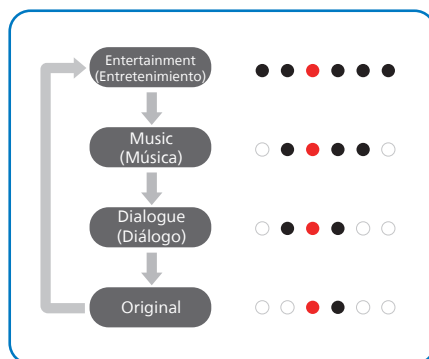 Entertainment
(Entretenimiento)
Music
(Música)
Dialogue
(Diálogo)
Original